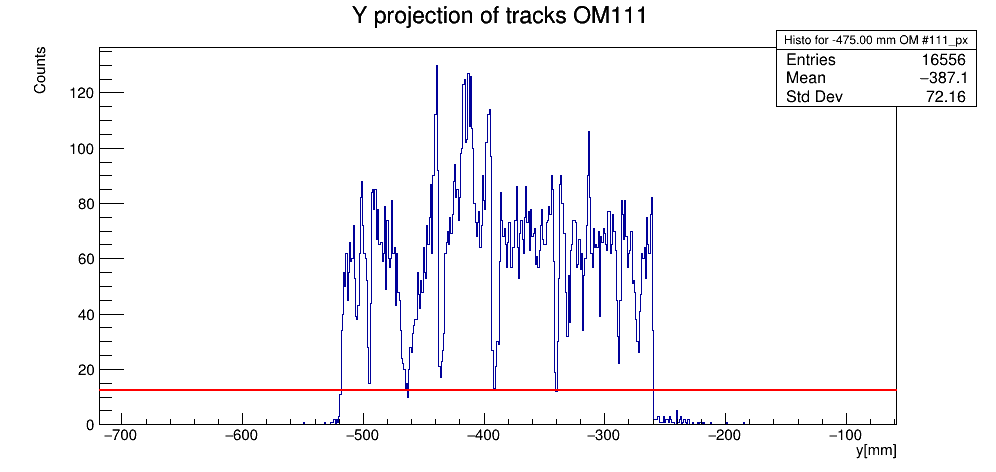 Y projection of tracks OM111
Histo for -475.00 mm OM #111_px
Entries 16556
Mean −387.1
Std Dev 72.16
Counts
120
100
80
60
40
20
0
−700 −600 −500 −400 −300 −200 −100
y[mm]